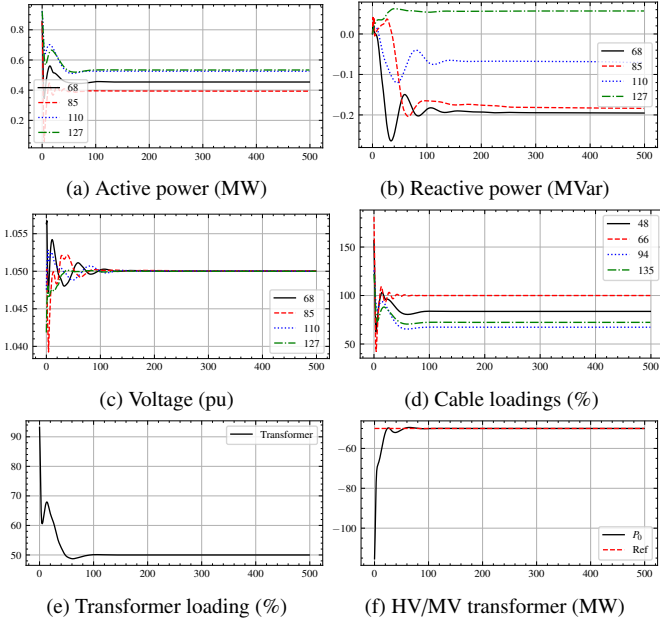 0.8
0.6
0.4
0.2
68
85
110
127
0 100 200 300 400 500
(a) Active power (MW)
0.0
−0.1
−0.2
68
85
110
127
0 100 200 300 400 500
(b) Reactive power (MVar)
1.055
1.050
1.045
1.040
68
85
110
127
0 100 200 300 400 500
(c) Voltage (pu)
150
100
50
48
66
94
135
0 100 200 300 400 500
(d) Cable loadings (%)
90
80
70
60
50
Transformer
0 100 200 300 400 500
(e) Transformer loading (%)
−60
−80
−100
P₀
Ref
0 100 200 300 400 500
(f) HV/MV transformer (MW)